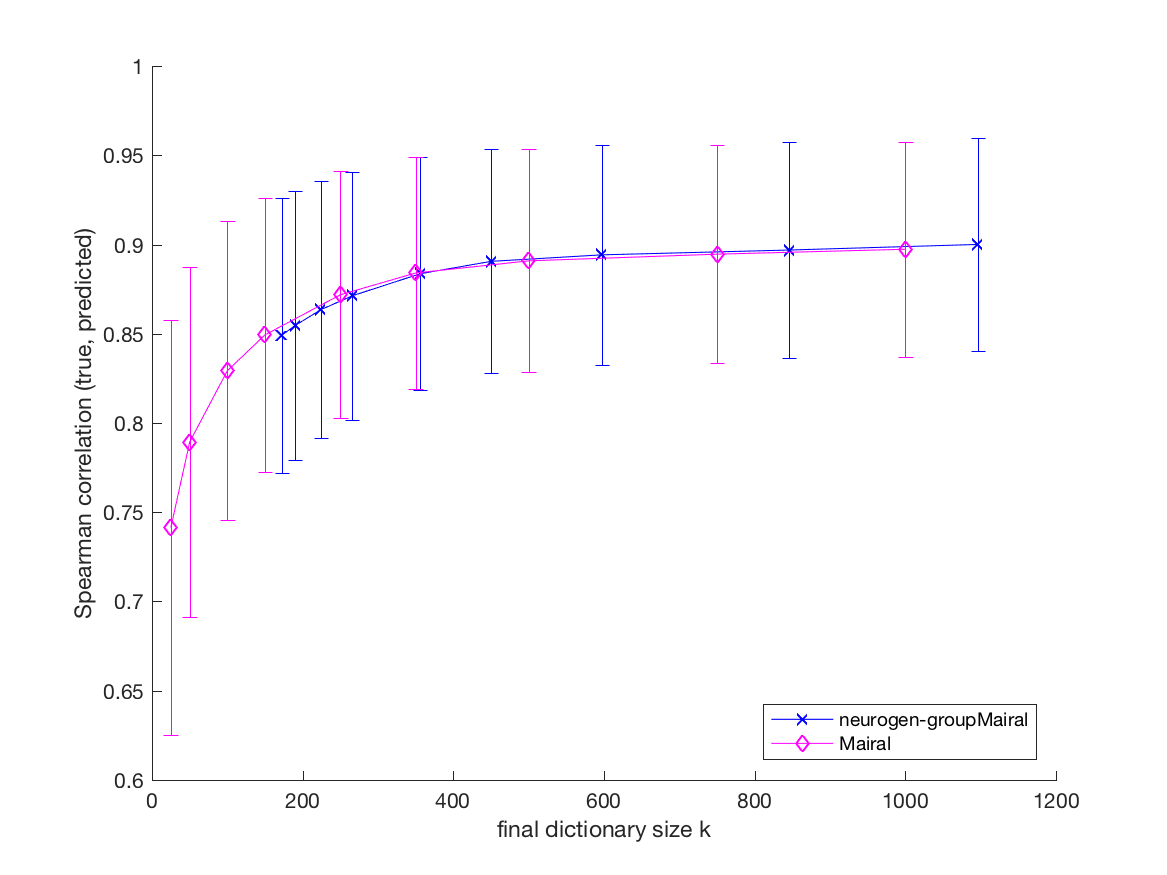 1
0.95
0.9
0.85
0.8
0.75
0.7
0.65
0.6
Spearman correlation (true, predicted)
0 200 400 600 800 1000 1200
final dictionary size k
neurogen-groupMairal
Mairal